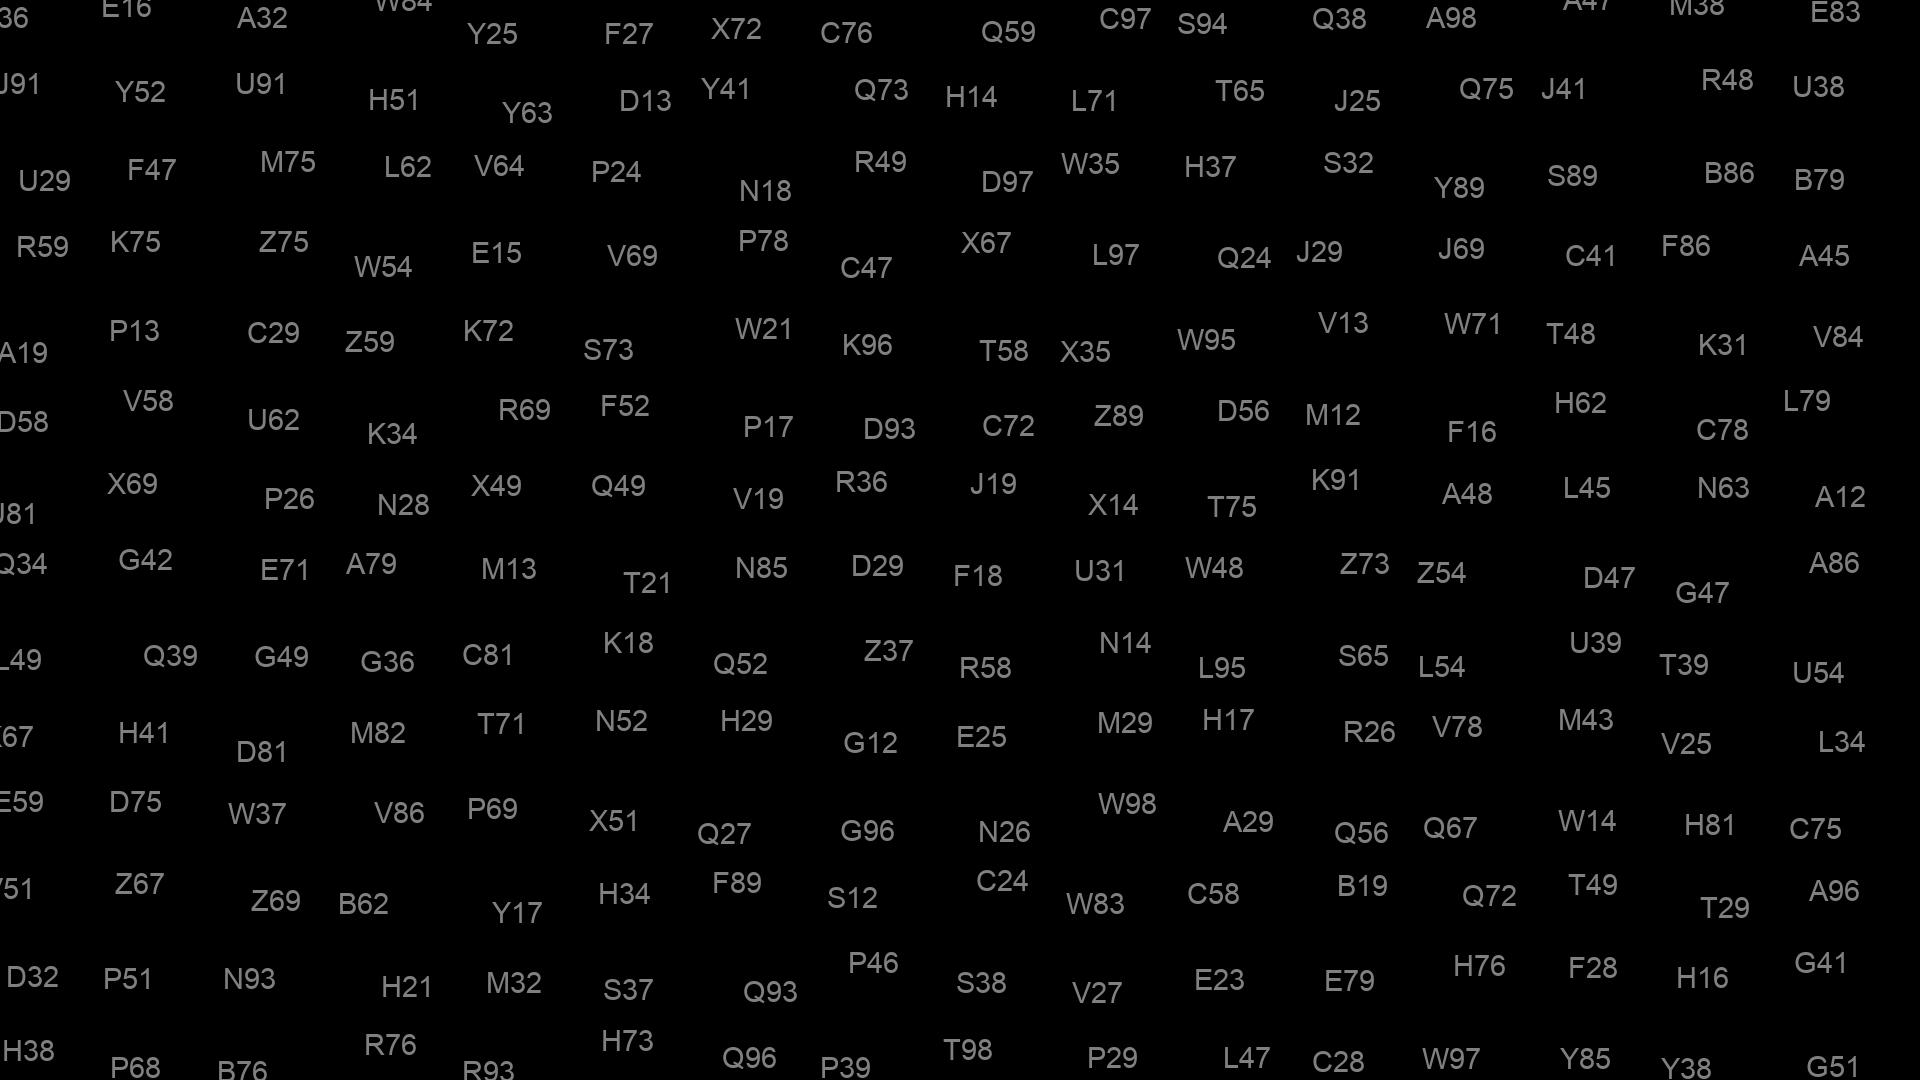 36 E16 A32 W84 Y25 F27 X72 C76 Q59 C97 S94 Q38 A98 A47 M38 E83
J91 Y52 U91 H51 Y63 D13 Y41 Q73 H14 L71 T65 J25 Q75 J41 R48 U38
U29 F47 M75 L62 V64 P24 N18 R49 D97 W35 H37 S32 Y89 S89 B86 B79
R59 K75 Z75 W54 E15 V69 P78 C47 X67 L97 Q24 J29 J69 C41 F86 A45
A19 P13 C29 Z59 K72 S73 W21 K96 T58 X35 W95 V13 W71 T48 K31 V84
D58 V58 U62 K34 R69 F52 P17 D93 C72 Z89 D56 M12 F16 H62 C78 L79
81 X69 P26 N28 X49 Q49 V19 R36 J19 X14 T75 K91 A48 L45 N63 A12
Q34 G42 E71 A79 M13 T21 N85 D29 F18 U31 W48 Z73 Z54 D47 G47 A86
L49 Q39 G49 G36 C81 K18 Q52 Z37 R58 N14 L95 S65 L54 U39 T39 U54
67 H41 D81 M82 T71 N52 H29 G12 E25 M29 H17 R26 V78 M43 V25 L34
E59 D75 W37 V86 P69 X51 Q27 G96 N26 W98 A29 Q56 Q67 W14 H81 C75
51 Z67 Z69 B62 Y17 H34 F89 S12 C24 W83 C58 B19 Q72 T49 T29 A96
D32 P51 N93 H21 M32 S37 Q93 P46 S38 V27 E23 E79 H76 F28 H16 G41
H38 P68 B76 R76 R93 H73 Q96 P39 T98 P29 L47 C28 W97 Y85 Y38 G51